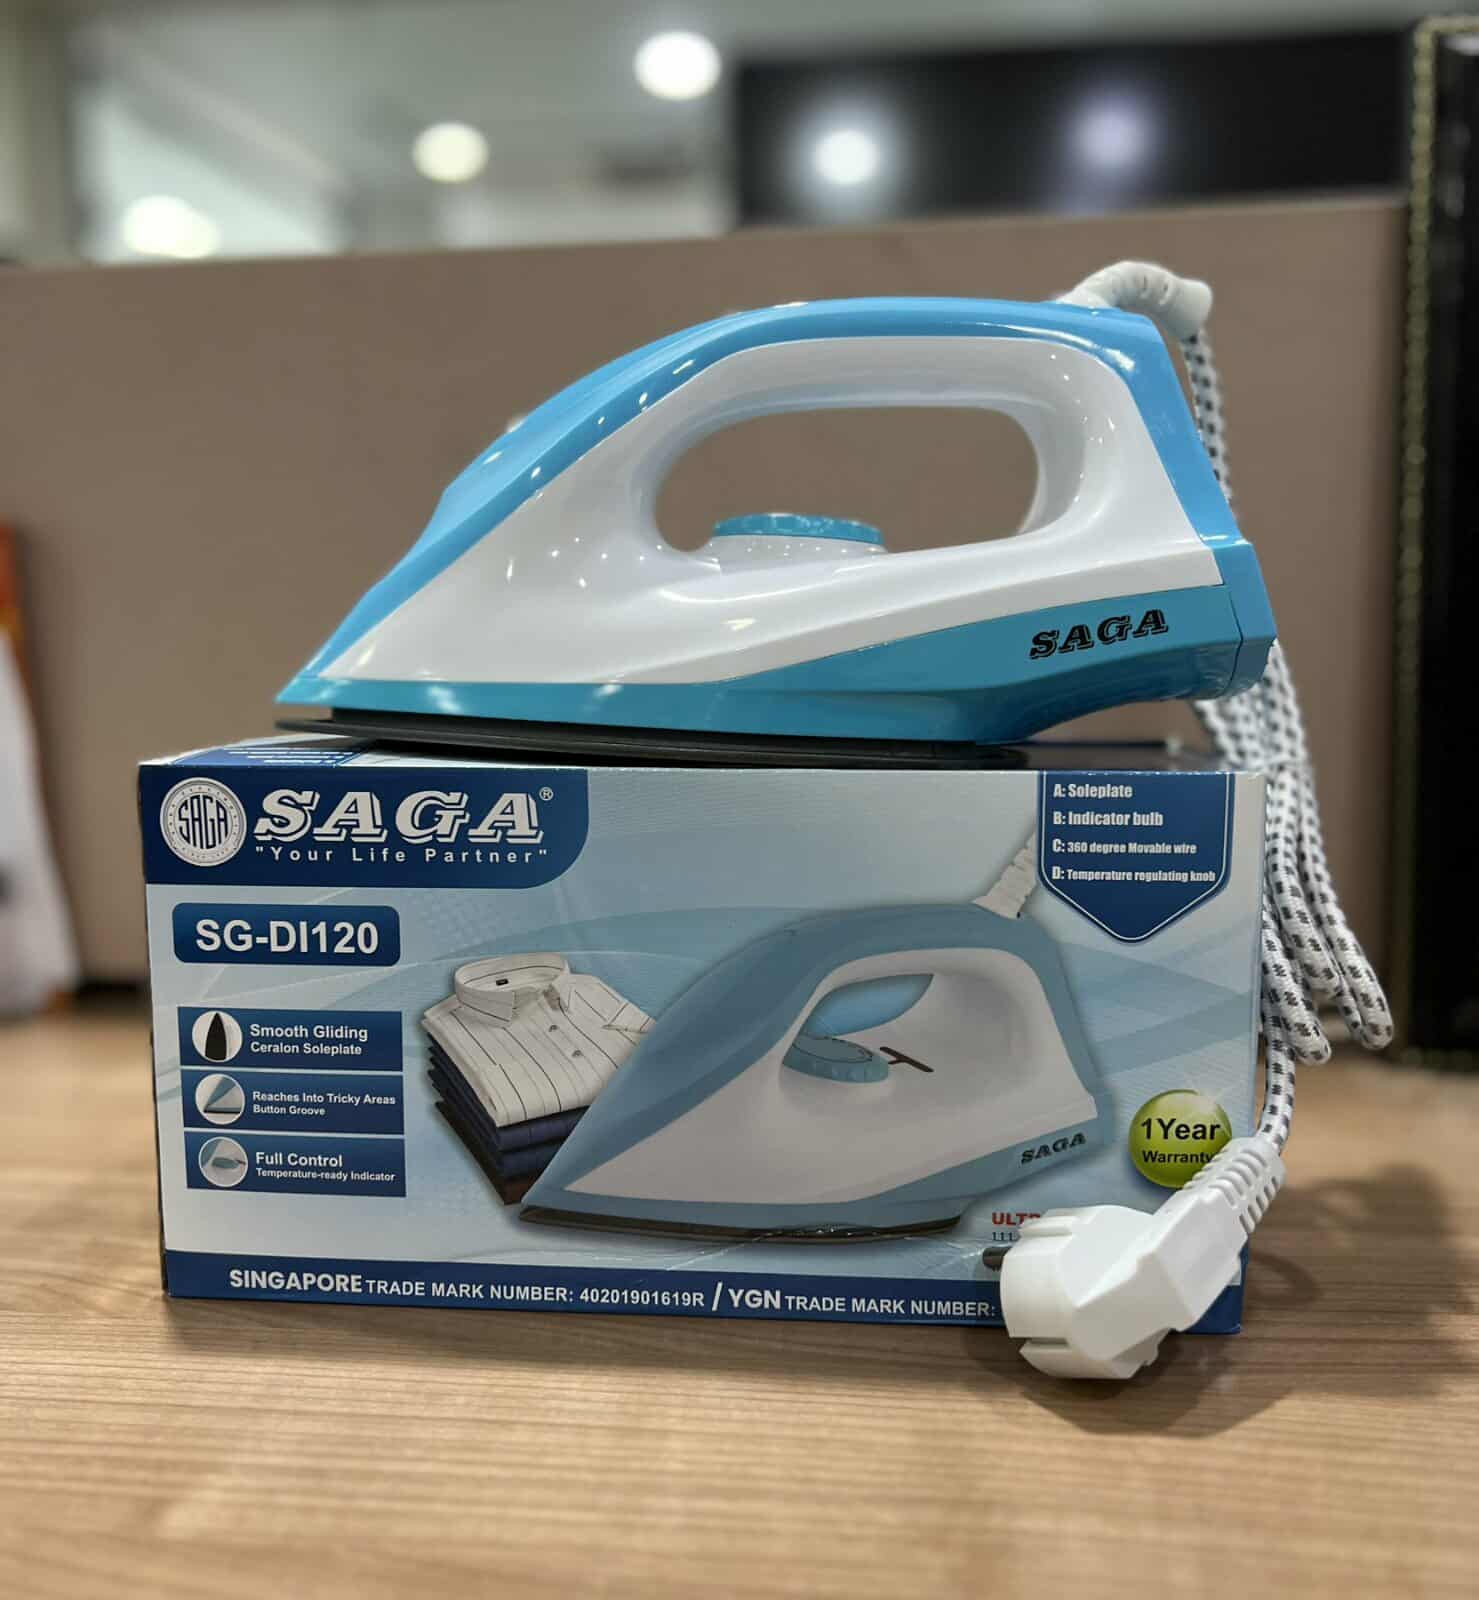 SAGA
SAGA
SAGA®
"Your Life Partner"
A: Soleplate
B: Indicator bulb
C: 360 degree Movable wire
D: Temperature regulating knob
SG-DI120
Smooth Gliding
Ceralon Soleplate
Reaches Into Tricky Areas
Button Groove
Full Control
Temperature-ready Indicator
SAGA
1Year
Warranty
SINGAPORE TRADE MARK NUMBER: 40201901619R / YGN TRADE MARK NUMBER: